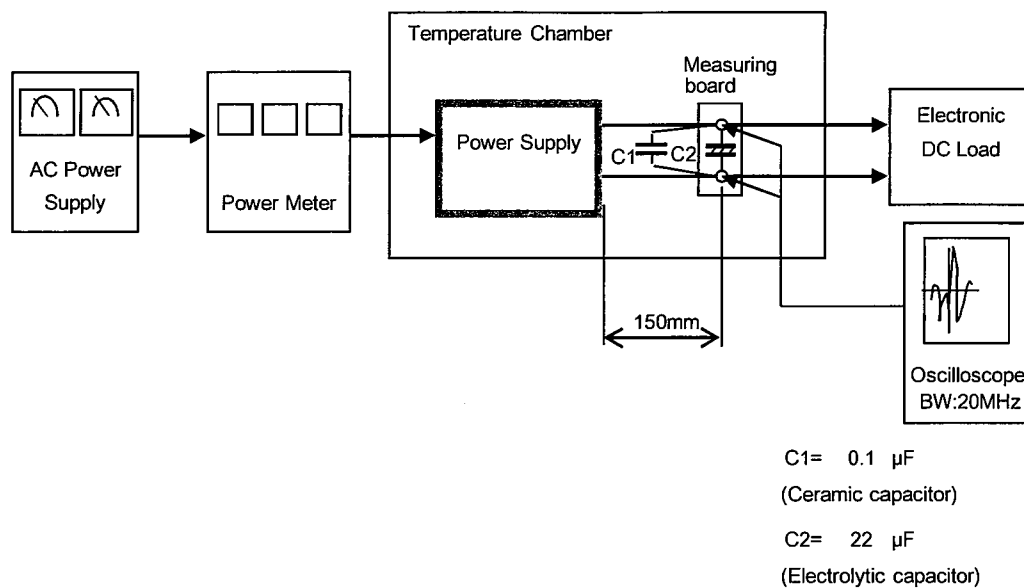 Temperature Chamber
Measuring
board
AC Power
Supply
Power Meter
Power Supply
C1
C2
Electronic
DC Load
150mm
Oscilloscope
BW:20MHz
C1= 0.1 µF
(Ceramic capacitor)
C2= 22 µF
(Electrolytic capacitor)